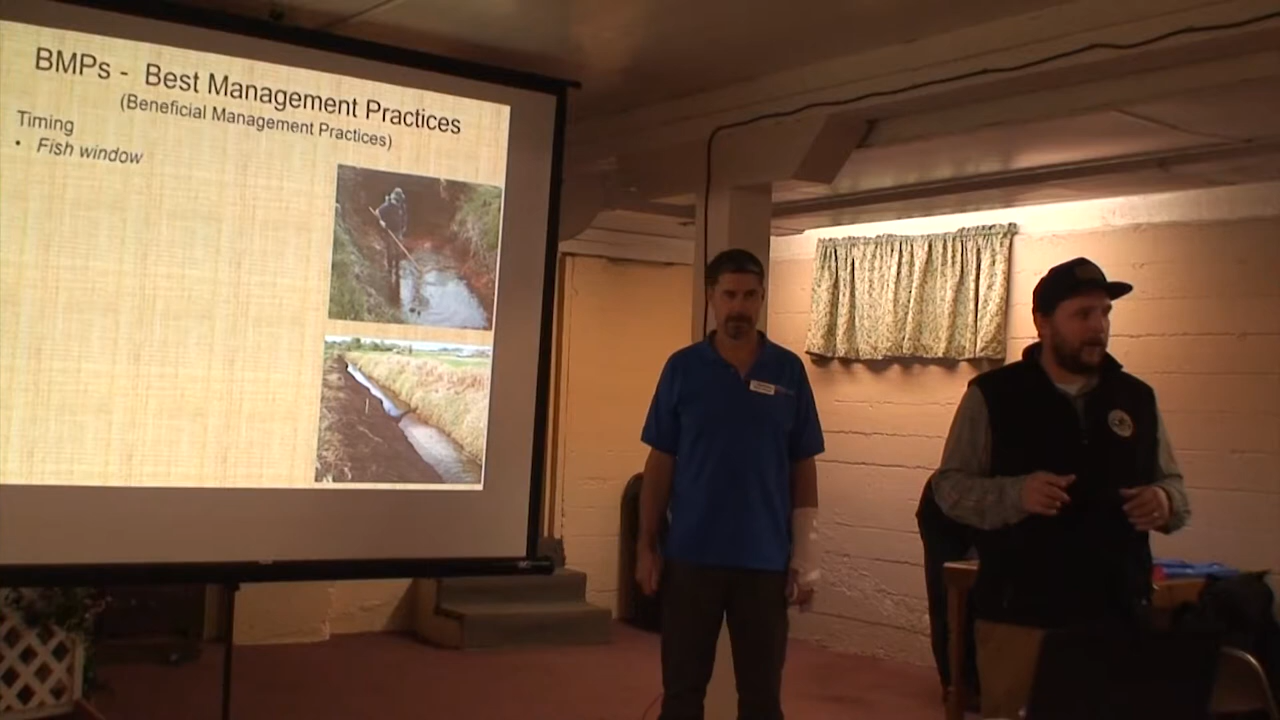 BMPs - Best Management Practices
(Beneficial Management Practices)
Timing
• Fish window